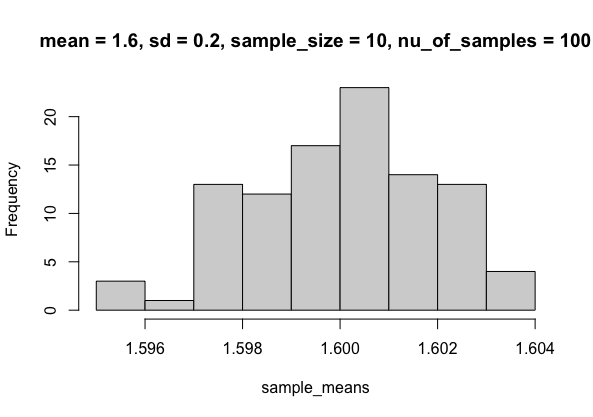 mean = 1.6, sd = 0.2, sample_size = 10, nu_of_samples = 100
Frequency
20
15
10
5
0
1.596 1.598 1.600 1.602 1.604
sample_means